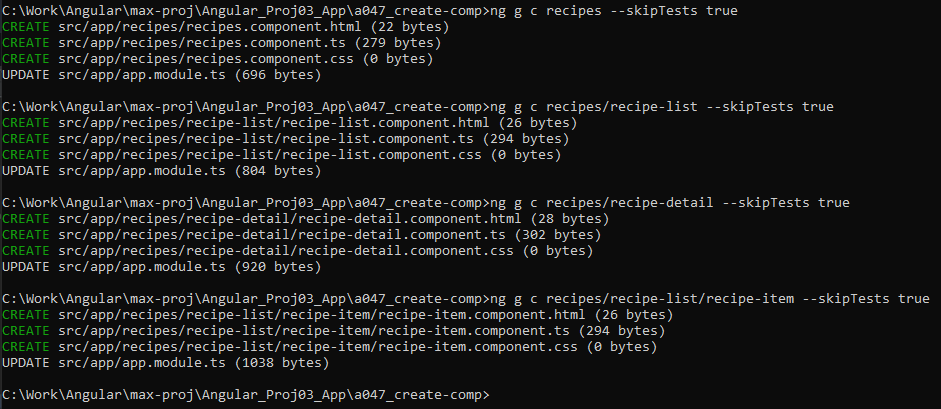 C:\Work\Angular\max-proj\Angular_Proj03_App\a047_create-comp>ng g c recipes --skipTests true
CREATE src/app/recipes/recipes.component.html (22 bytes)
CREATE src/app/recipes/recipes.component.ts (279 bytes)
CREATE src/app/recipes/recipes.component.css (0 bytes)
UPDATE src/app/app.module.ts (696 bytes)
C:\Work\Angular\max-proj\Angular_Proj03_App\a047_create-comp>ng g c recipes/recipe-list --skipTests true
CREATE src/app/recipes/recipe-list/recipe-list.component.html (26 bytes)
CREATE src/app/recipes/recipe-list/recipe-list.component.ts (294 bytes)
CREATE src/app/recipes/recipe-list/recipe-list.component.css (0 bytes)
UPDATE src/app/app.module.ts (804 bytes)
C:\Work\Angular\max-proj\Angular_Proj03_App\a047_create-comp>ng g c recipes/recipe-detail --skipTests true
CREATE src/app/recipes/recipe-detail/recipe-detail.component.html (28 bytes)
CREATE src/app/recipes/recipe-detail/recipe-detail.component.ts (302 bytes)
CREATE src/app/recipes/recipe-detail/recipe-detail.component.css (0 bytes)
UPDATE src/app/app.module.ts (920 bytes)
C:\Work\Angular\max-proj\Angular_Proj03_App\a047_create-comp>ng g c recipes/recipe-list/recipe-item --skipTests true
CREATE src/app/recipes/recipe-list/recipe-item/recipe-item.component.html (26 bytes)
CREATE src/app/recipes/recipe-list/recipe-item/recipe-item.component.ts (294 bytes)
CREATE src/app/recipes/recipe-list/recipe-item/recipe-item.component.css (0 bytes)
UPDATE src/app/app.module.ts (1038 bytes)
C:\Work\Angular\max-proj\Angular_Proj03_App\a047_create-comp>